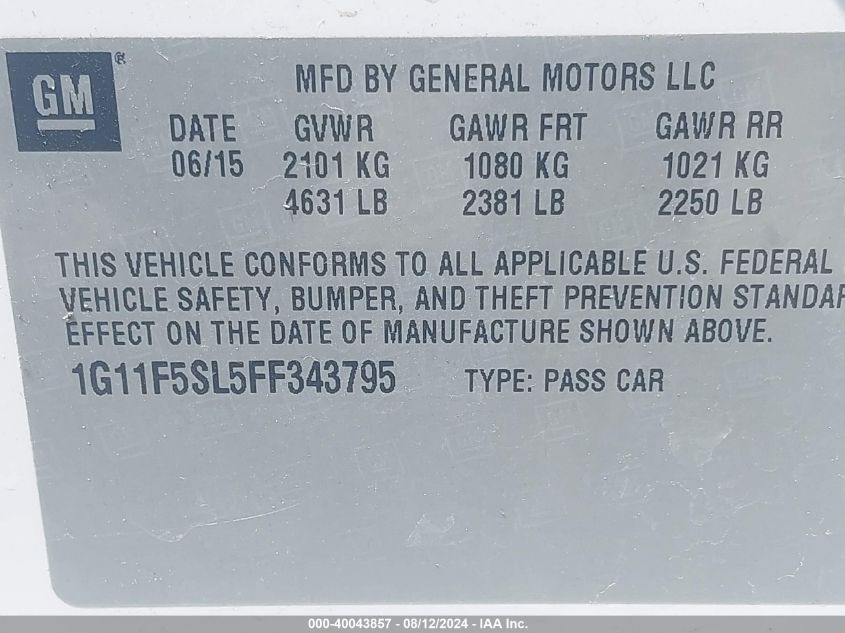 GM ®
MFD BY GENERAL MOTORS LLC
DATE GVWR GAWR FRT GAWR RR
06/15 2101 KG 1080 KG 1021 KG
4631 LB 2381 LB 2250 LB
THIS VEHICLE CONFORMS TO ALL APPLICABLE U.S. FEDERAL
VEHICLE SAFETY, BUMPER, AND THEFT PREVENTION STANDAR
EFFECT ON THE DATE OF MANUFACTURE SHOWN ABOVE.
1G11F5SL5FF343795 TYPE: PASS CAR
000-40043857 - 08/12/2024 - IAA Inc.